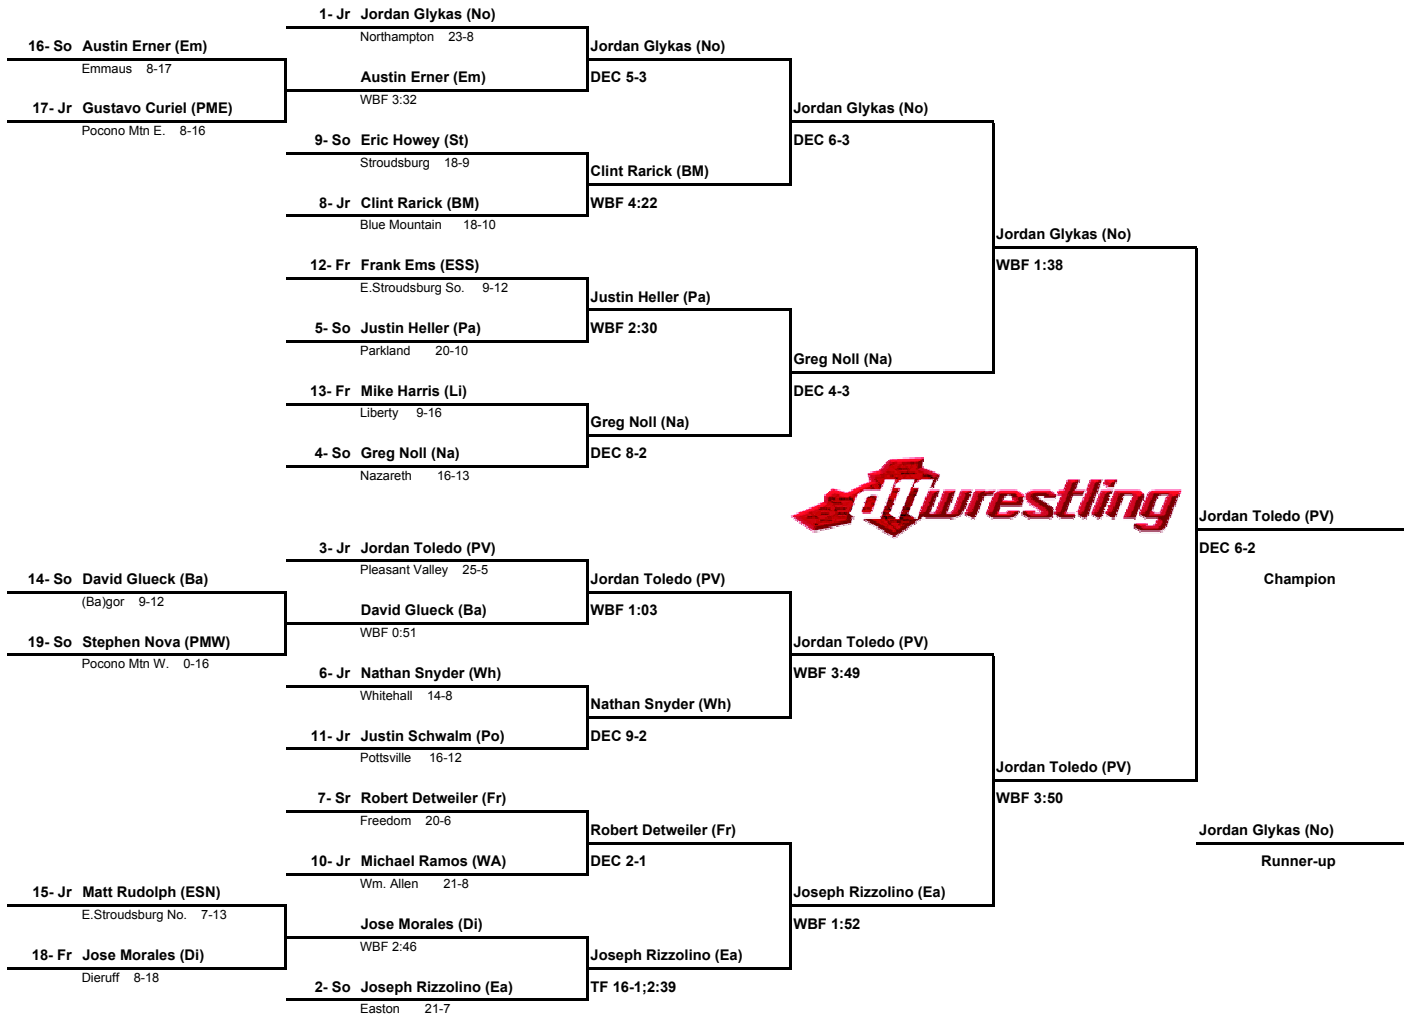 1- Jr Jordan Glykas (No)
Northampton 23-8
16- So Austin Erner (Em)
Emmaus 8-17
Jordan Glykas (No)
DEC 5-3
Austin Erner (Em)
WBF 3:32
17- Jr Gustavo Curiel (PME)
Pocono Mtn E. 8-16
Jordan Glykas (No)
DEC 6-3
9- So Eric Howey (St)
Stroudsburg 18-9
Clint Rarick (BM)
WBF 4:22
8- Jr Clint Rarick (BM)
Blue Mountain 18-10
Jordan Glykas (No)
WBF 1:38
12- Fr Frank Ems (ESS)
E.Stroudsburg So. 9-12
Justin Heller (Pa)
WBF 2:30
5- So Justin Heller (Pa)
Parkland 20-10
Greg Noll (Na)
DEC 4-3
13- Fr Mike Harris (Li)
Liberty 9-16
Greg Noll (Na)
DEC 8-2
4- So Greg Noll (Na)
Nazareth 16-13
d11wrestling
Jordan Toledo (PV)
DEC 6-2
Champion
3- Jr Jordan Toledo (PV)
Pleasant Valley 25-5
14- So David Glueck (Ba)
(Ba)gor 9-12
Jordan Toledo (PV)
WBF 1:03
David Glueck (Ba)
WBF 0:51
19- So Stephen Nova (PMW)
Pocono Mtn W. 0-16
Jordan Toledo (PV)
WBF 3:49
6- Jr Nathan Snyder (Wh)
Whitehall 14-8
Nathan Snyder (Wh)
DEC 9-2
11- Jr Justin Schwalm (Po)
Pottsville 16-12
Jordan Toledo (PV)
WBF 3:50
7- Sr Robert Detweiler (Fr)
Freedom 20-6
Robert Detweiler (Fr)
DEC 2-1
Jordan Glykas (No)
Runner-up
10- Jr Michael Ramos (WA)
Wm. Allen 21-8
15- Jr Matt Rudolph (ESN)
E.Stroudsburg No. 7-13
Joseph Rizzolino (Ea)
WBF 1:52
Jose Morales (Di)
WBF 2:46
18- Fr Jose Morales (Di)
Dieruff 8-18
Joseph Rizzolino (Ea)
TF 16-1;2:39
2- So Joseph Rizzolino (Ea)
Easton 21-7